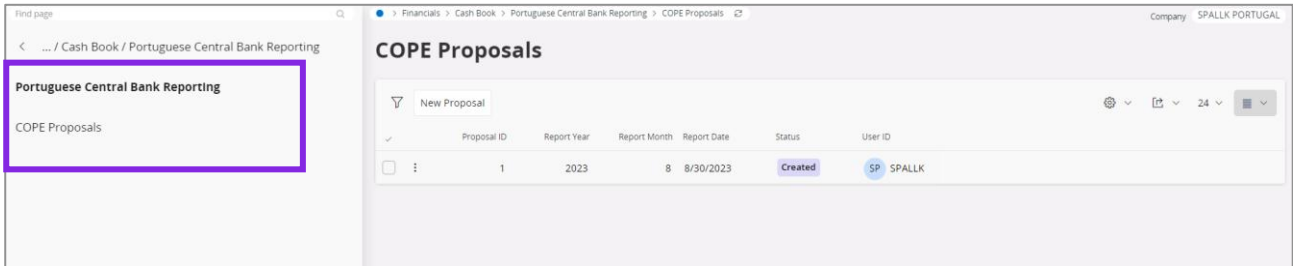 Find page
Financials > Cash Book > Portuguese Central Bank Reporting > COPE Proposals
Company SPALLK PORTUGAL
< ... / Cash Book / Portuguese Central Bank Reporting
COPE Proposals
Portuguese Central Bank Reporting
COPE Proposals
New Proposal
24
Proposal ID Report Year Report Month Report Date Status User ID
1 2023 8 8/30/2023 Created SP SPALLK